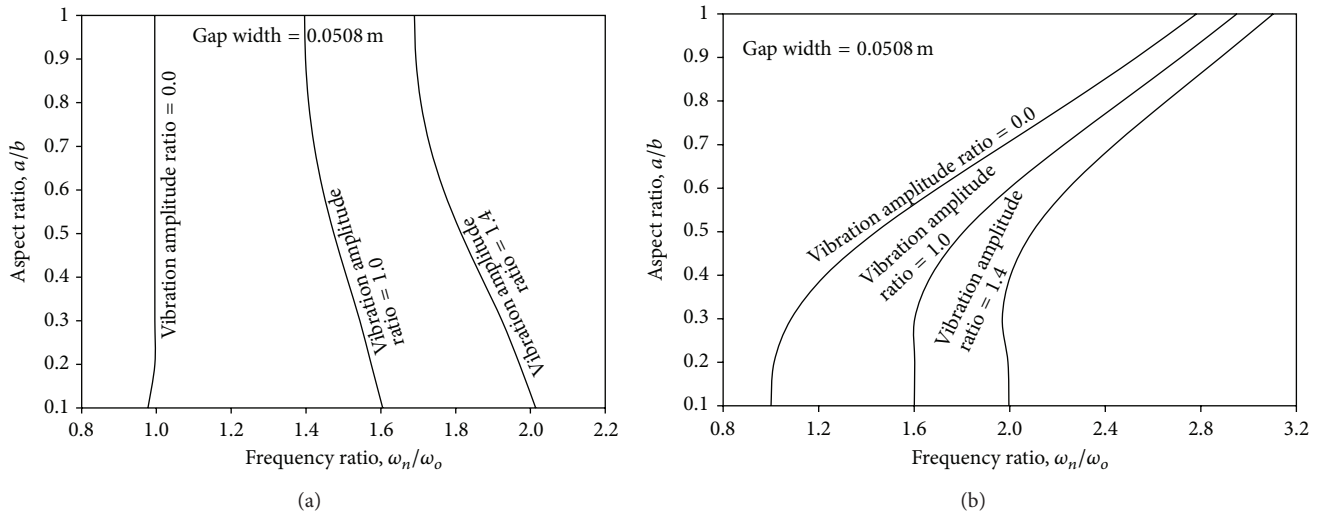 1
0.9
0.8
0.7
0.6
0.5
0.4
0.3
0.2
0.1
Aspect ratio, a/b
Gap width = 0.0508 m
Vibration amplitude ratio = 0.0
Vibration amplitude
ratio = 1.0
Vibration amplitude
ratio = 1.4
0.8 1.0 1.2 1.4 1.6 1.8 2.0 2.2
Frequency ratio, ωn/ωo
(a)
1
0.9
0.8
0.7
0.6
0.5
0.4
0.3
0.2
0.1
Aspect ratio, a/b
Gap width = 0.0508 m
Vibration amplitude ratio = 0.0
Vibration amplitude
ratio = 1.0
Vibration amplitude
ratio = 1.4
0.8 1.2 1.6 2.0 2.4 2.8 3.2
Frequency ratio, ωn/ωo
(b)